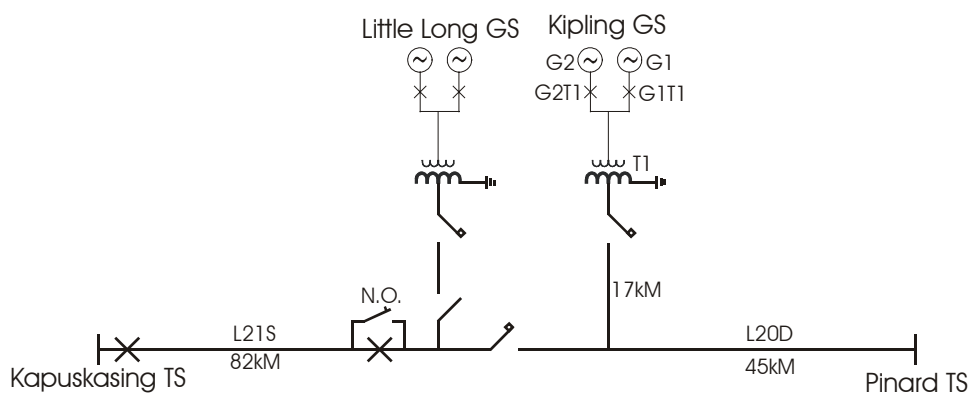 Little Long GS
Kipling GS
G2
G1
G2T1
G1T1
T1
N.O.
17kM
L21S
L20D
82kM
45kM
Kapuskasing TS
Pinard TS